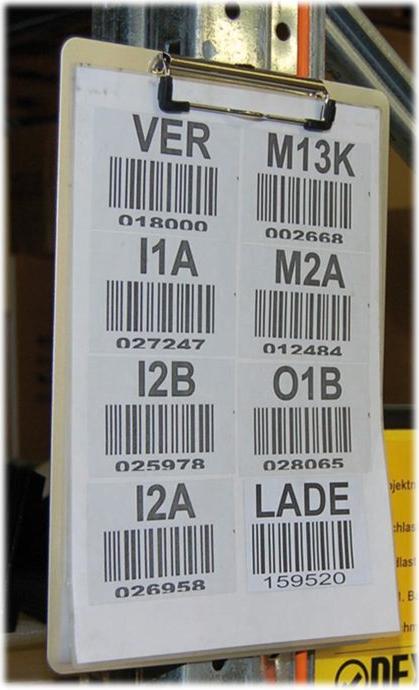 VER
018000
M13K
002668
I1A
027247
M2A
012484
I2B
025978
O1B
028065
I2A
026958
LADE
159520